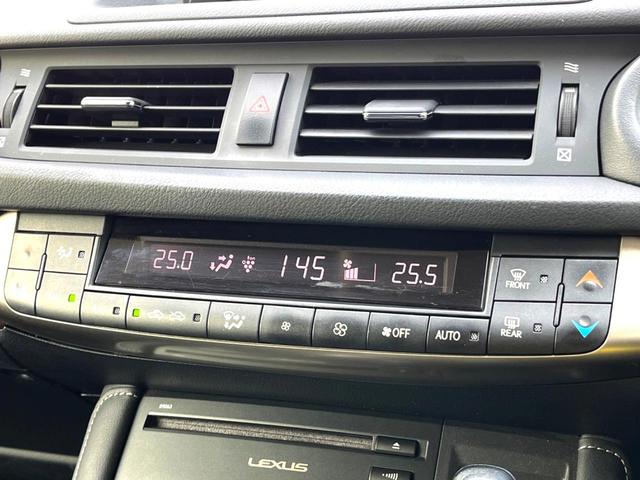 25.0 145 25.5
FRONT
OFF AUTO REAR
LEXUS